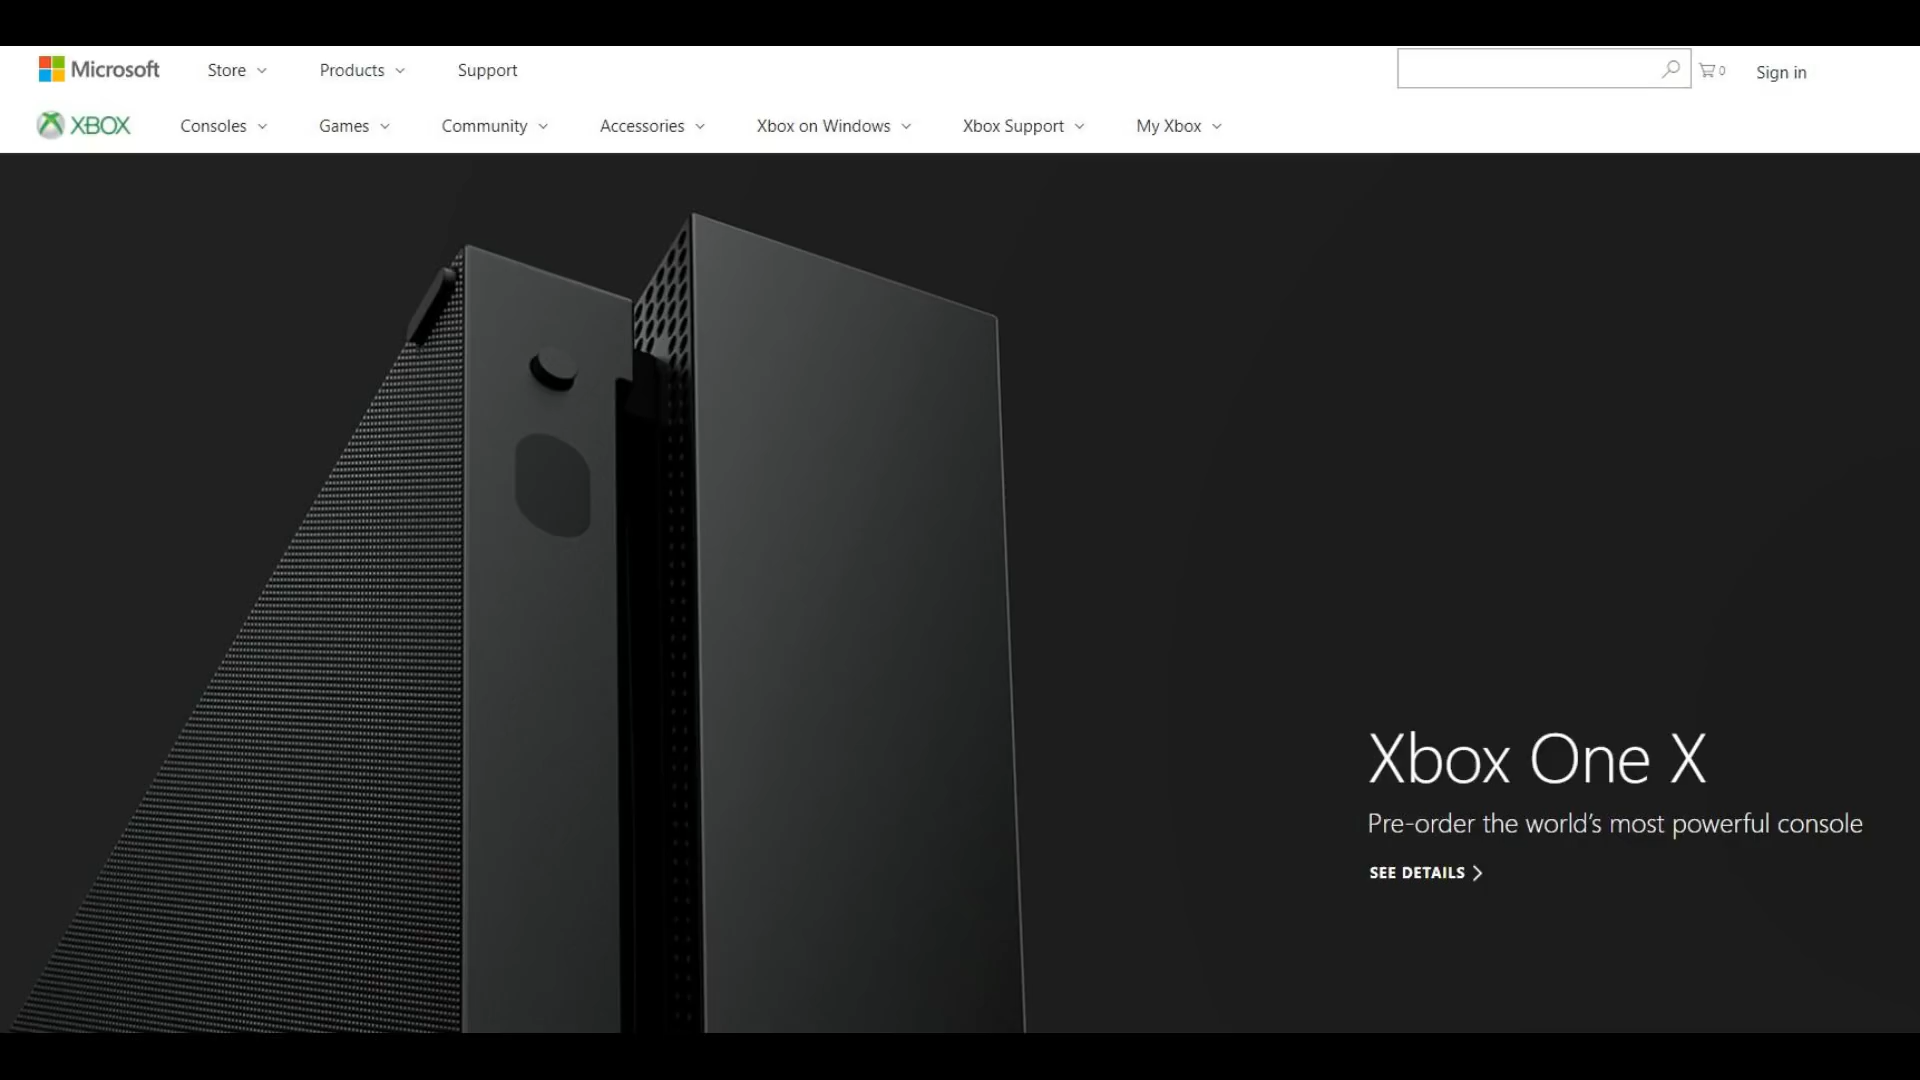 Microsoft Store Products Support 0 Sign in
XBOX Consoles Games Community Accessories Xbox on Windows Xbox Support My Xbox
Xbox One X
Pre-order the world’s most powerful console
SEE DETAILS